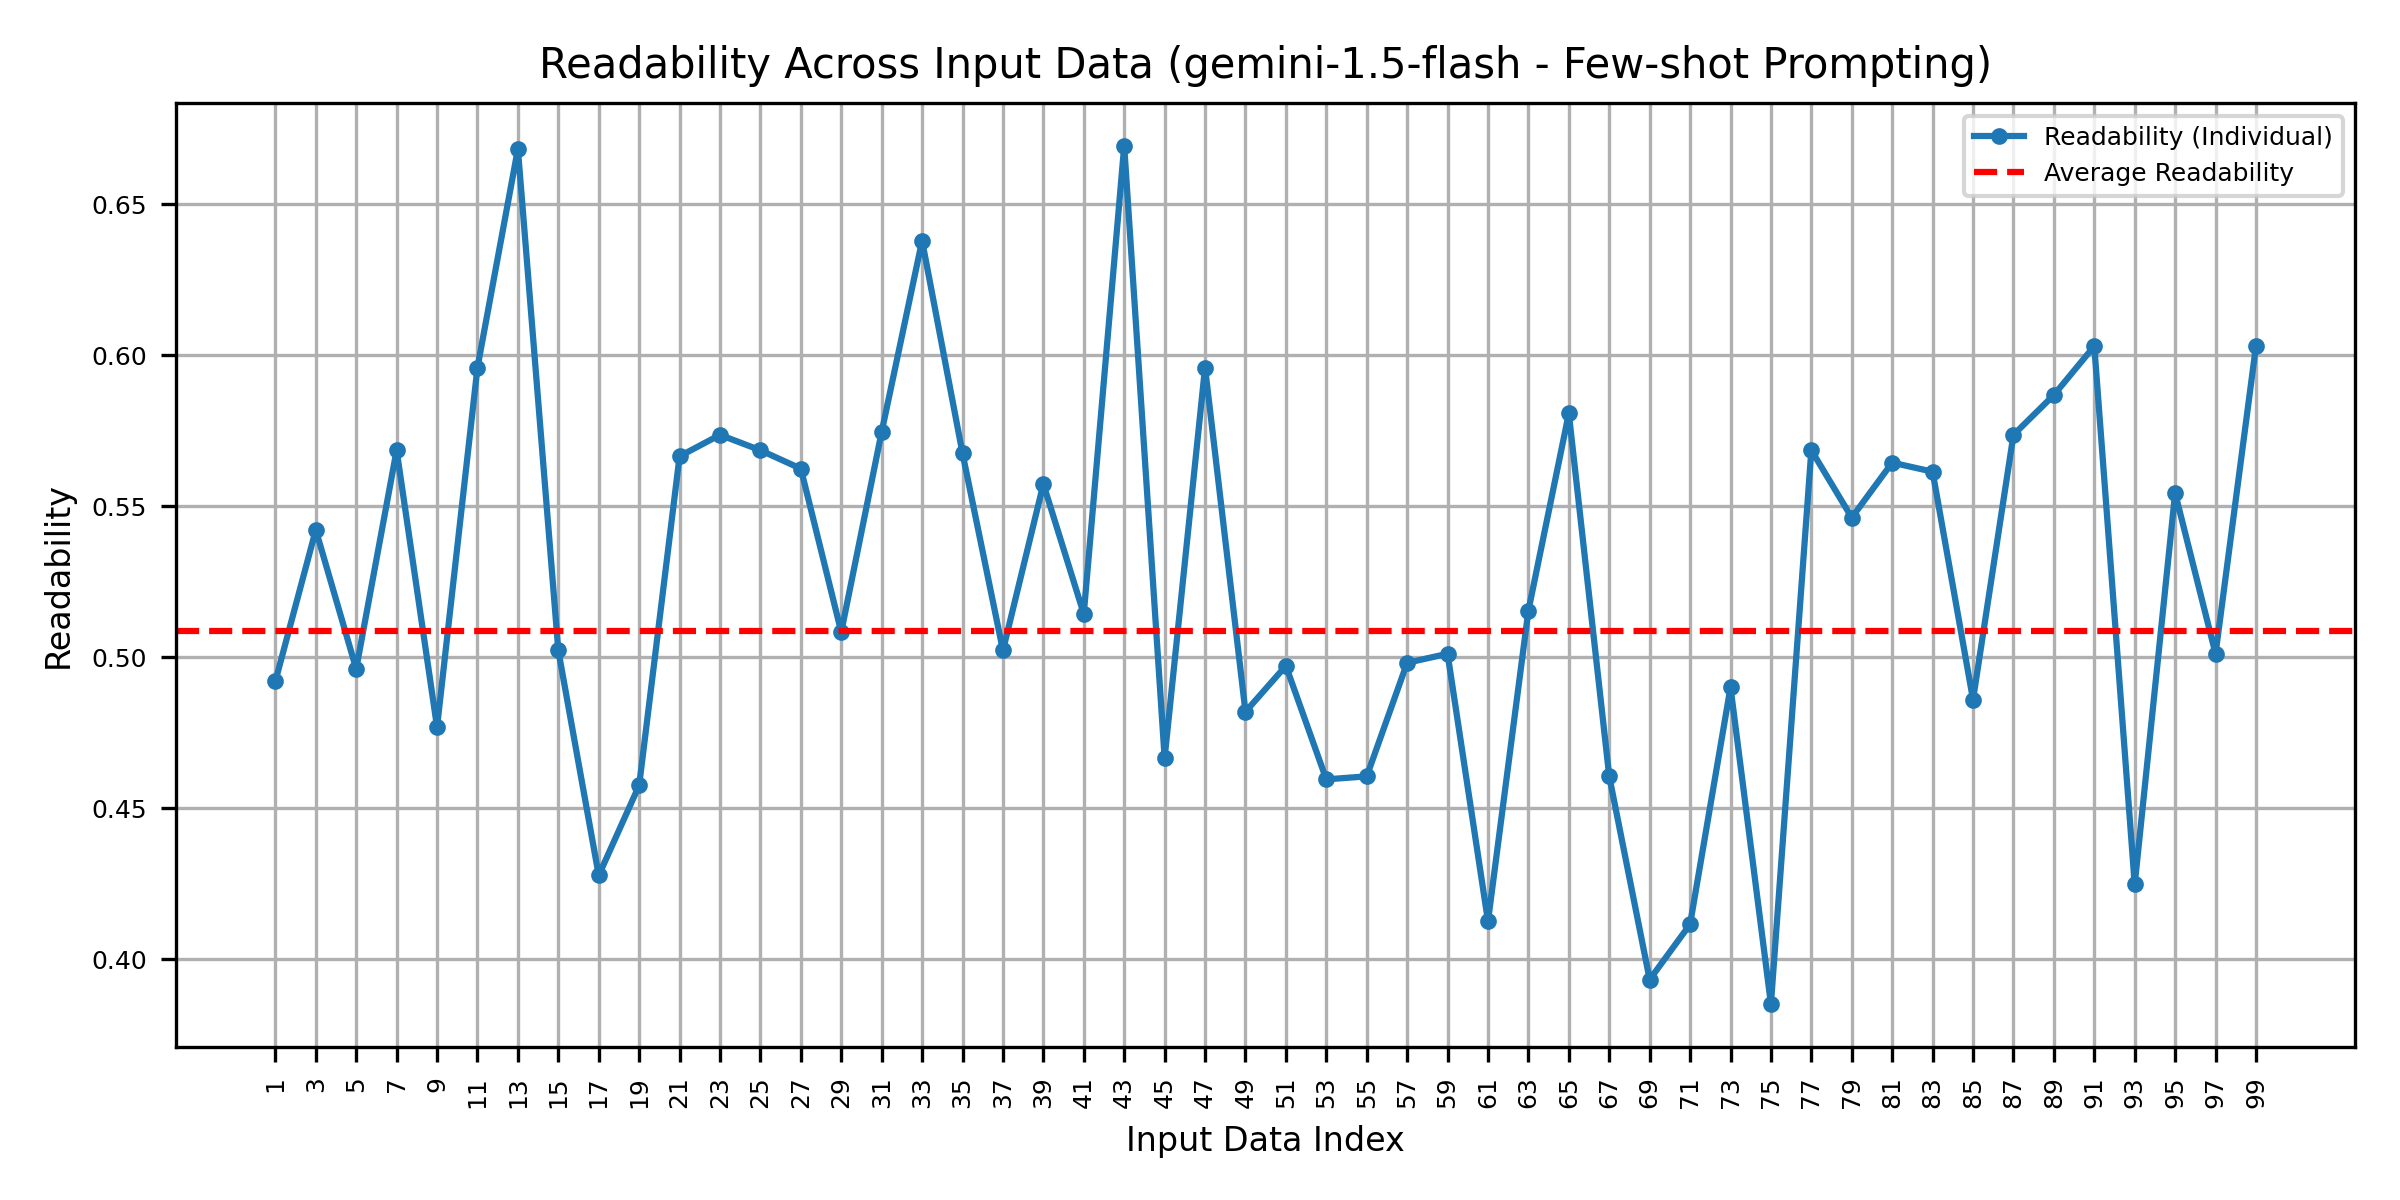 Readability Across Input Data (gemini-1.5-flash - Few-shot Prompting)
Readability (Individual)
Average Readability
Readability
0.65
0.60
0.55
0.50
0.45
0.40
1 3 5 7 9 11 13 15 17 19 21 23 25 27 29 31 33 35 37 39 41 43 45 47 49 51 53 55 57 59 61 63 65 67 69 71 73 75 77 79 81 83 85 87 89 91 93 95 97 99
Input Data Index